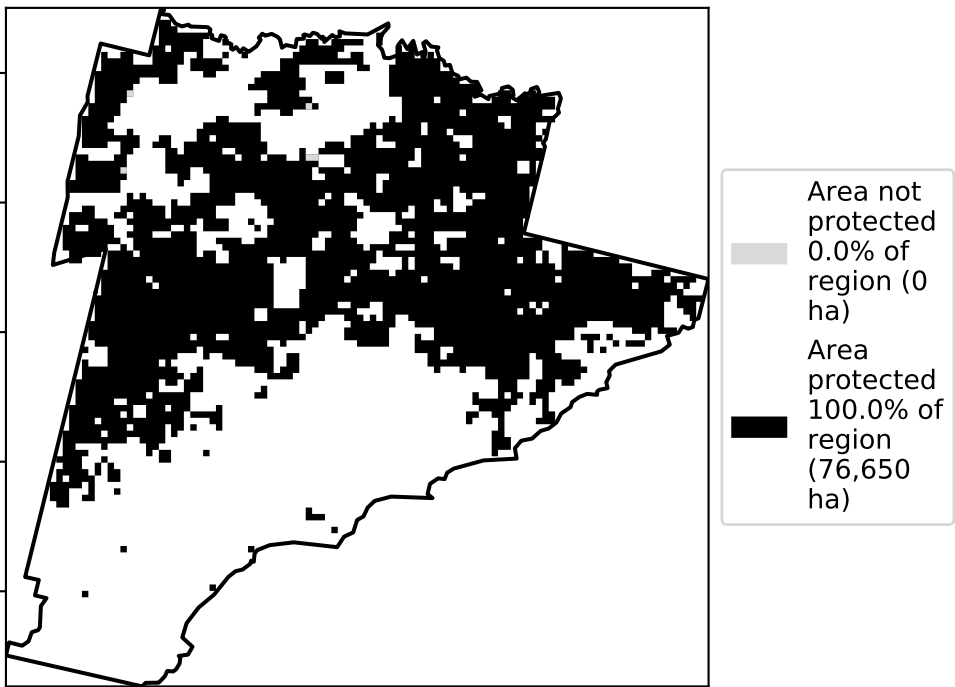 Area not
protected
0.0% of
region (0
ha)
Area
protected
100.0% of
region
(76,650
ha)